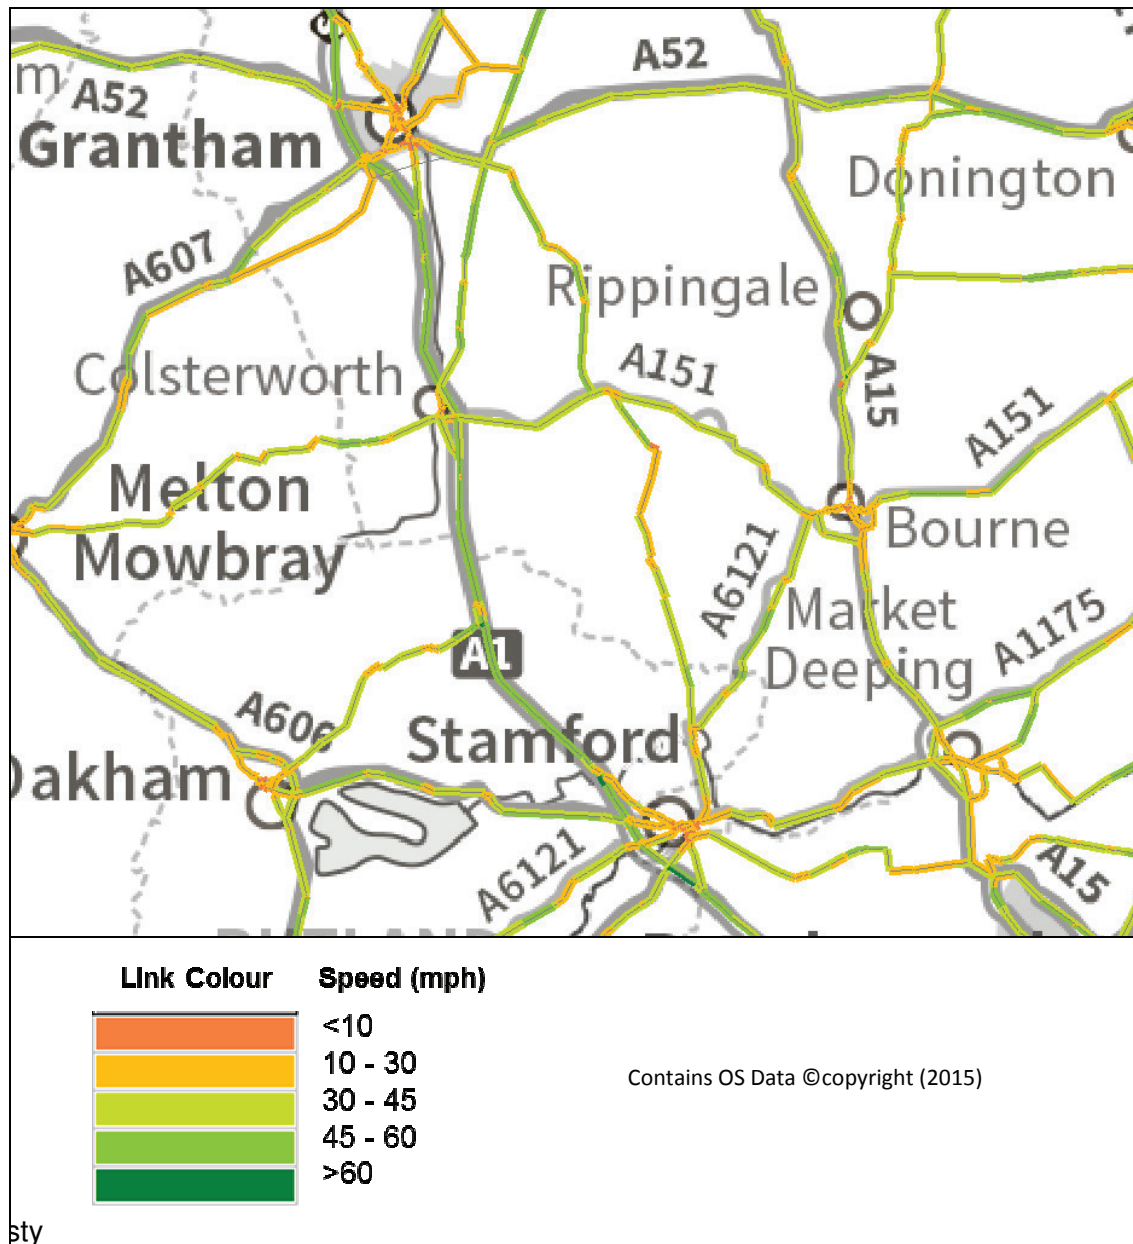 A52
m
A52
Grantham
Donington
A607
Rippingale
Colsterworth
A151
A15
A151
Melton
Mowbray
Bourne
A6121
Market
Deeping
A1175
A1
A606
Stamford
Oakham
A6121
A15
RUTLAND
Link Colour Speed (mph)
<10
10 - 30
30 - 45
45 - 60
>60
Contains OS Data ©copyright (2015)
sty